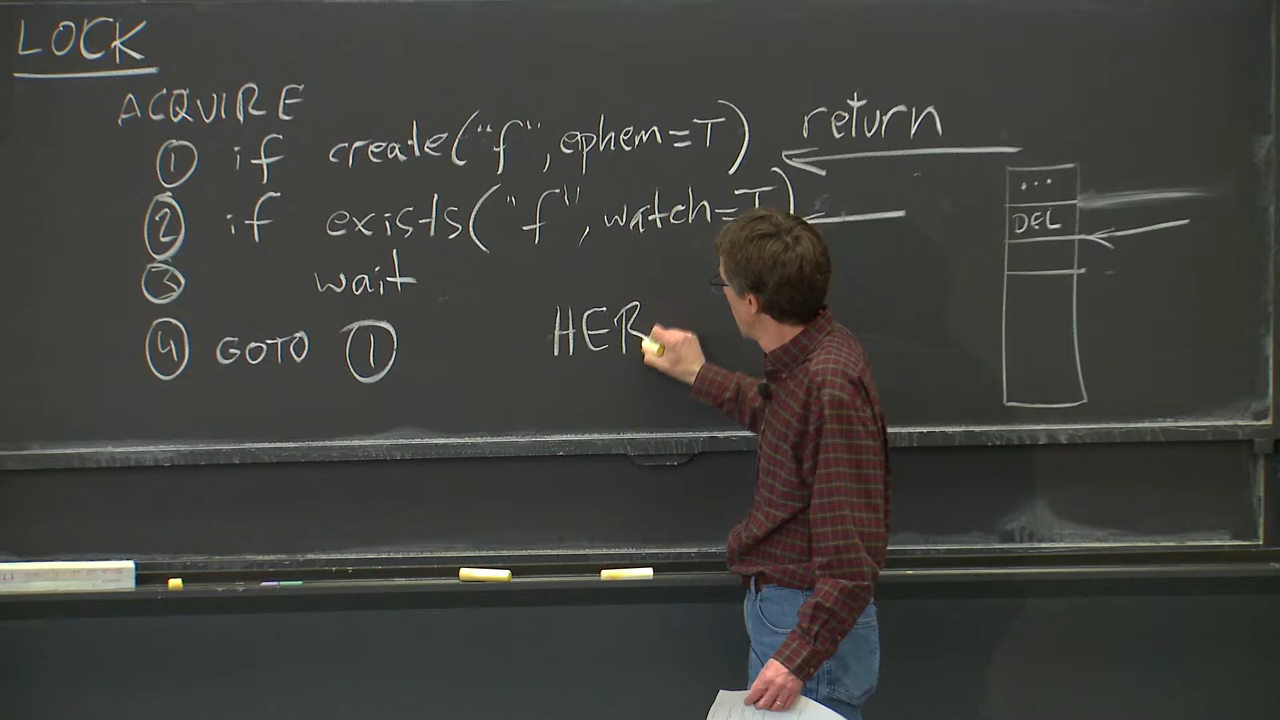 LOCK
ACQUIRE
① if create("f", ephem=T) return
② if exists("f", watch=T)
③ wait
④ GOTO ①
HER
...
DEL